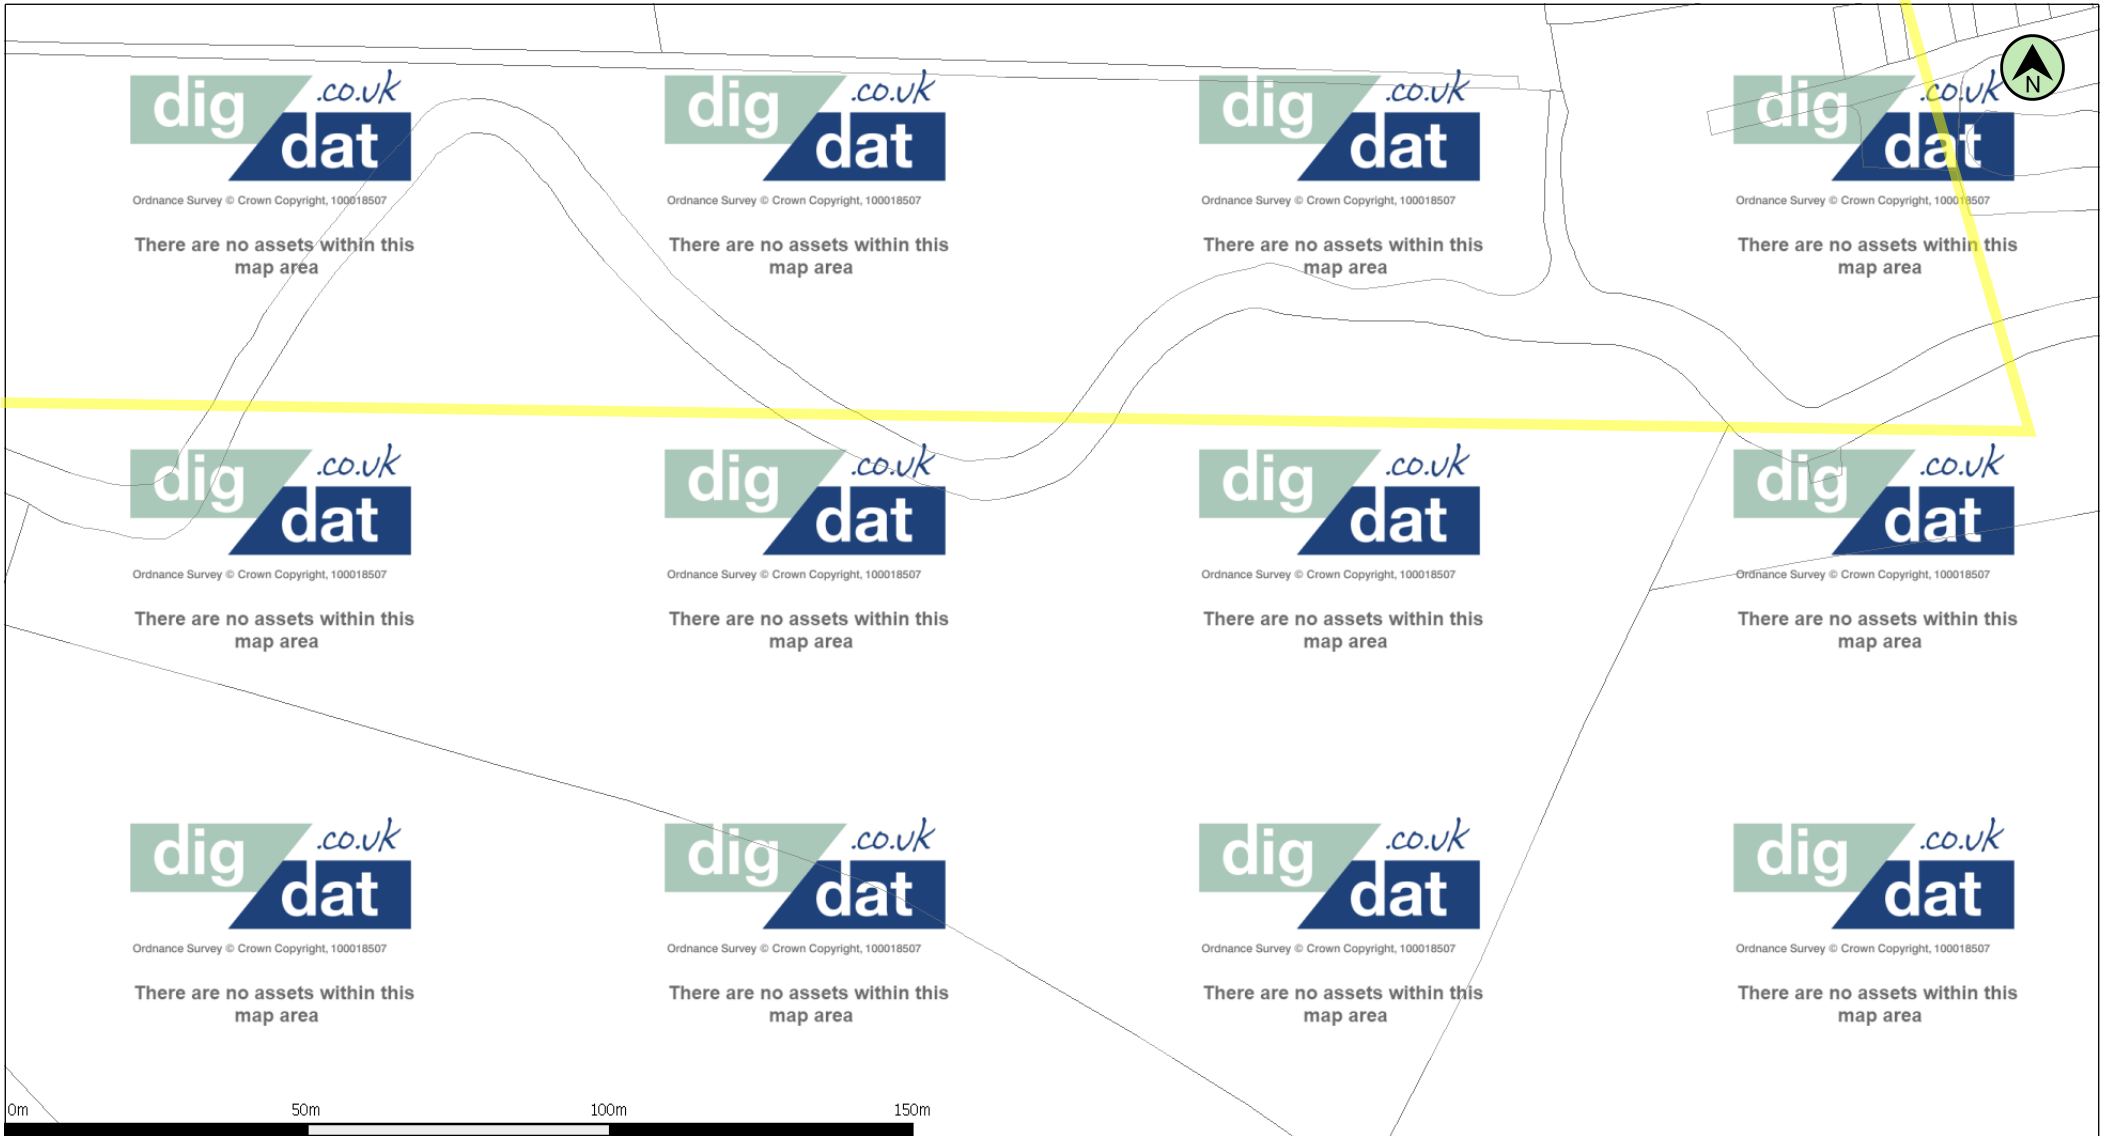 dig .co.uk dig .co.uk dig .co.uk dig .co.uk N
dat dat dat dat
Ordnance Survey © Crown Copyright, 100018507 Ordnance Survey © Crown Copyright, 100018507 Ordnance Survey © Crown Copyright, 100018507 Ordnance Survey © Crown Copyright, 100018507
There are no assets within this There are no assets within this There are no assets within this There are no assets within this
map area map area map area map area
dig .co.uk dig .co.uk dig .co.uk dig .co.uk
dat dat dat dat
Ordnance Survey © Crown Copyright, 100018507 Ordnance Survey © Crown Copyright, 100018507 Ordnance Survey © Crown Copyright, 100018507 Ordnance Survey © Crown Copyright, 100018507
There are no assets within this There are no assets within this There are no assets within this There are no assets within this
map area map area map area map area
dig .co.uk dig .co.uk dig .co.uk dig .co.uk
dat dat dat dat
Ordnance Survey © Crown Copyright, 100018507 Ordnance Survey © Crown Copyright, 100018507 Ordnance Survey © Crown Copyright, 100018507 Ordnance Survey © Crown Copyright, 100018507
There are no assets within this There are no assets within this There are no assets within this There are no assets within this
map area map area map area map area
0m 50m 100m 150m